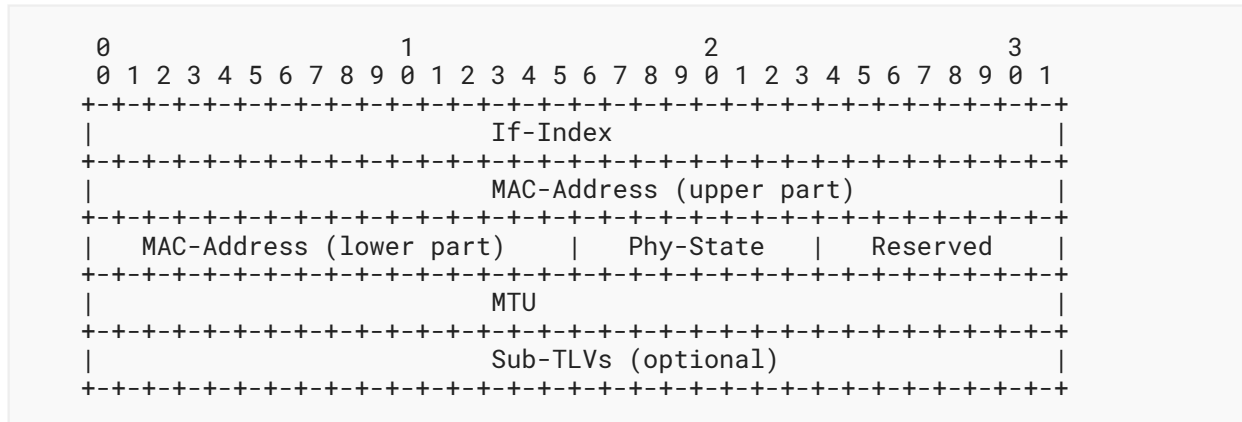 0                   1                   2                   3
 0 1 2 3 4 5 6 7 8 9 0 1 2 3 4 5 6 7 8 9 0 1 2 3 4 5 6 7 8 9 0 1
+-+-+-+-+-+-+-+-+-+-+-+-+-+-+-+-+-+-+-+-+-+-+-+-+-+-+-+-+-+-+-+-+
|                          If-Index                             |
+-+-+-+-+-+-+-+-+-+-+-+-+-+-+-+-+-+-+-+-+-+-+-+-+-+-+-+-+-+-+-+-+
|                          MAC-Address (upper part)             |
+-+-+-+-+-+-+-+-+-+-+-+-+-+-+-+-+-+-+-+-+-+-+-+-+-+-+-+-+-+-+-+-+
|   MAC-Address (lower part)    |   Phy-State   |   Reserved    |
+-+-+-+-+-+-+-+-+-+-+-+-+-+-+-+-+-+-+-+-+-+-+-+-+-+-+-+-+-+-+-+-+
|                          MTU                                  |
+-+-+-+-+-+-+-+-+-+-+-+-+-+-+-+-+-+-+-+-+-+-+-+-+-+-+-+-+-+-+-+-+
|                          Sub-TLVs (optional)                  |
+-+-+-+-+-+-+-+-+-+-+-+-+-+-+-+-+-+-+-+-+-+-+-+-+-+-+-+-+-+-+-+-+